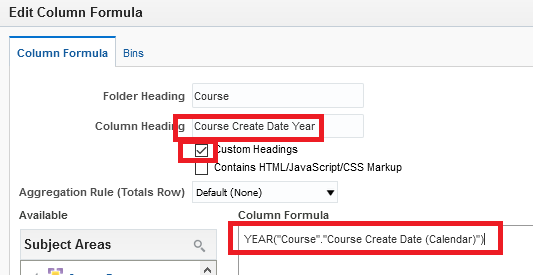 Edit Column Formula
Column Formula
Bins
Folder Heading
Course
Column Heading
Course Create Date Year
Custom Headings
Contains HTML/JavaScript/CSS Markup
Aggregation Rule (Totals Row)
Default (None)
Available
Column Formula
Subject Areas
YEAR("Course"."Course Create Date (Calendar)")